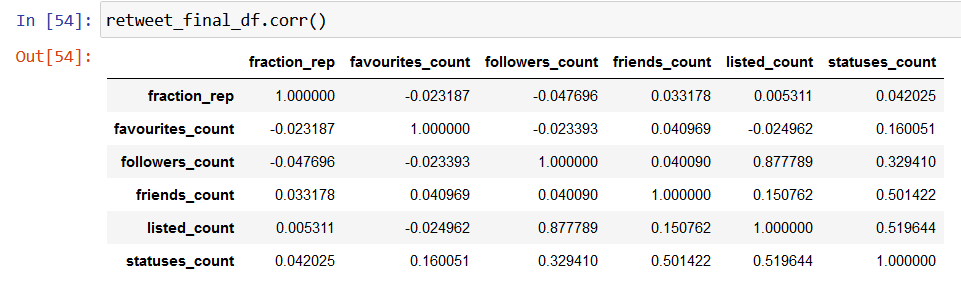 In [54]: retweet_final_df.corr()
Out[54]:
fraction_rep favourites_count followers_count friends_count listed_count statuses_count
fraction_rep 1.000000 -0.023187 -0.047696 0.033178 0.005311 0.042025
favourites_count -0.023187 1.000000 -0.023393 0.040969 -0.024962 0.160051
followers_count -0.047696 -0.023393 1.000000 0.040090 0.877789 0.329410
friends_count 0.033178 0.040969 0.040090 1.000000 0.150762 0.501422
listed_count 0.005311 -0.024962 0.877789 0.150762 1.000000 0.519644
statuses_count 0.042025 0.160051 0.329410 0.501422 0.519644 1.000000